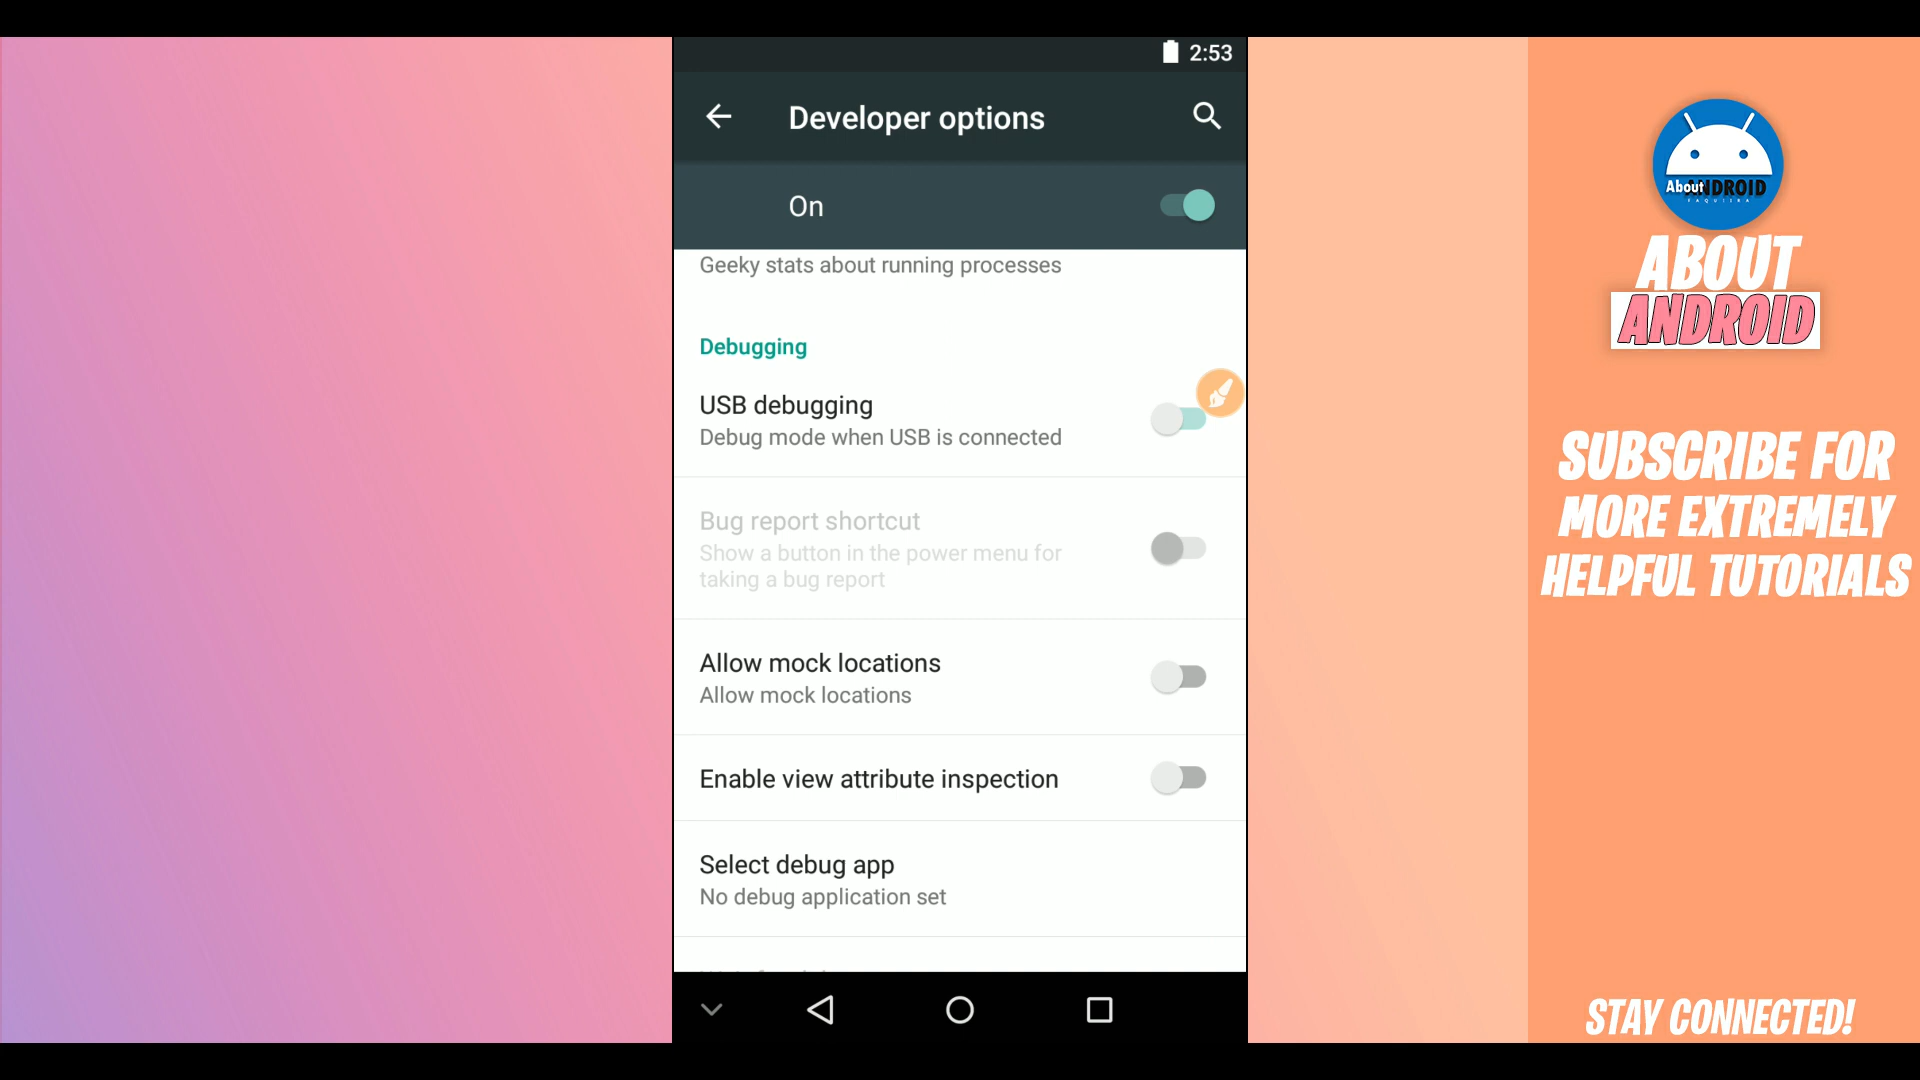 2:53
Developer options
On
Geeky stats about running processes
Debugging
USB debugging
Debug mode when USB is connected
Bug report shortcut
Show a button in the power menu for
taking a bug report
Allow mock locations
Allow mock locations
Enable view attribute inspection
Select debug app
No debug application set
About ANDROID
FAQUIIRA
ABOUT
ANDROID
SUBSCRIBE FOR
MORE EXTREMELY
HELPFUL TUTORIALS
STAY CONNECTED!